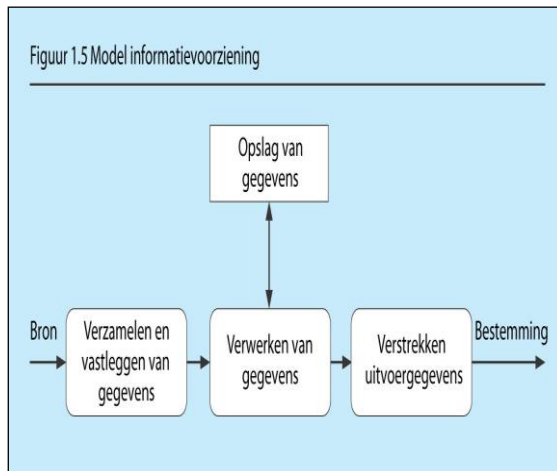 Figuur 1.5 Model informatievoorziening
Opslag van
gegevens
Bron
Verzamelen en
vastleggen van
gegevens
Verwerken van
gegevens
Verstrekken
uitvoergegevens
Bestemming